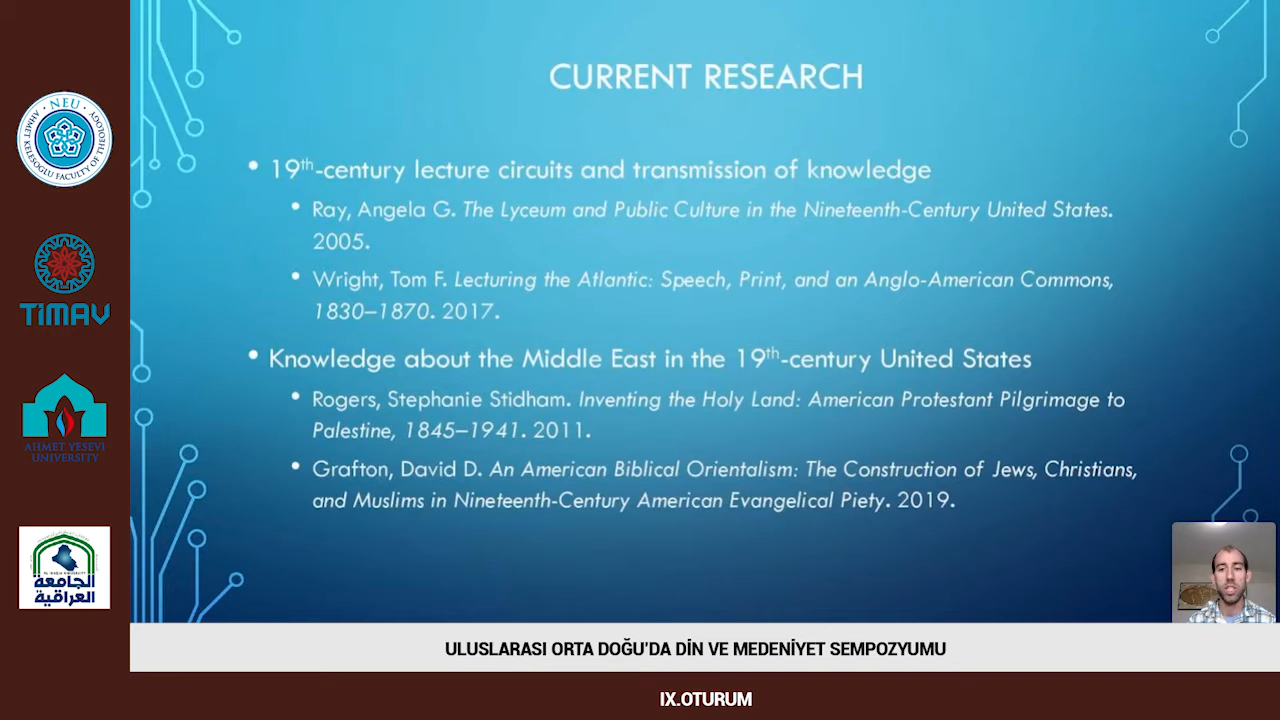 CURRENT RESEARCH
• 19th-century lecture circuits and transmission of knowledge
• Ray, Angela G. The Lyceum and Public Culture in the Nineteenth-Century United States.
2005.
• Wright, Tom F. Lecturing the Atlantic: Speech, Print, and an Anglo-American Commons,
1830–1870. 2017.
• Knowledge about the Middle East in the 19th-century United States
• Rogers, Stephanie Stidham. Inventing the Holy Land: American Protestant Pilgrimage to
Palestine, 1845–1941. 2011.
• Grafton, David D. An American Biblical Orientalism: The Construction of Jews, Christians,
and Muslims in Nineteenth-Century American Evangelical Piety. 2019.
NEU
AHMET KELEŞOĞLU FACULTY OF THEOLOGY
TİMAV
AHMET YESEVI
UNIVERSITY
الجامعة
العراقية
ULUSLARASI ORTA DOĞU'DA DİN VE MEDENİYET SEMPOZYUMU
IX.OTURUM